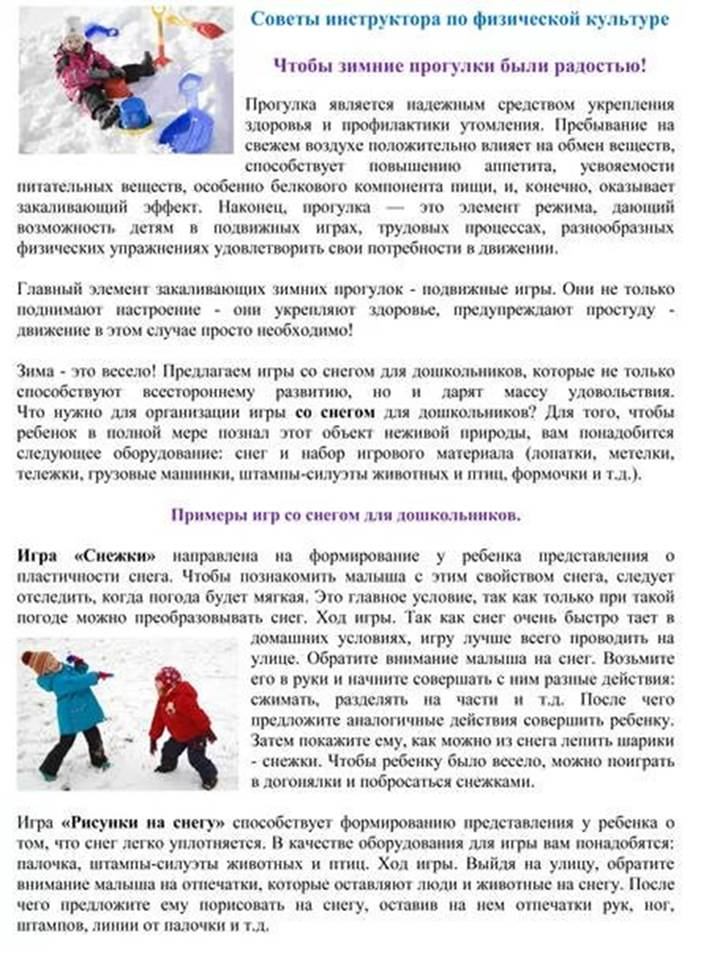 Советы инструктора по физической культуре
Чтобы зимние прогулки были радостью!
Прогулка является надежным средством укрепления
здоровья и профилактики утомления. Пребывание на
свежем воздухе положительно влияет на обмен веществ,
способствует повышению аппетита, усвояемости
питательных веществ, особенно белкового компонента пищи, и, конечно, оказывает
закаливающий эффект. Наконец, прогулка — это элемент режима, дающий
возможность детям в подвижных играх, трудовых процессах, разнообразных
физических упражнениях удовлетворить свои потребности в движении.
Главный элемент закаливающих зимних прогулок - подвижные игры. Они не только
поднимают настроение - они укрепляют здоровье, предупреждают простуду -
движение в этом случае просто необходимо!
Зима - это весело! Предлагаем игры со снегом для дошкольников, которые не только
способствуют всестороннему развитию, но и дарят массу удовольствия.
Что нужно для организации игры со снегом для дошкольников? Для того, чтобы
ребенок в полной мере познал этот объект неживой природы, вам понадобится
следующее оборудование: снег и набор игрового материала (лопатки, метелки,
тележки, грузовые машинки, штампы-силуэты животных и птиц, формочки и т.д.).
Примеры игр со снегом для дошкольников.
Игра «Снежки» направлена на формирование у ребенка представления о
пластичности снега. Чтобы познакомить малыша с этим свойством снега, следует
отследить, когда погода будет мягкая. Это главное условие, так как только при такой
погоде можно преобразовывать снег. Ход игры. Так как снег очень быстро тает в
домашних условиях, игру лучше всего проводить на
улице. Обратите внимание малыша на снег. Возьмите
его в руки и начните совершать с ним разные действия:
сжимать, разделять на части и т.д. После чего
предложите аналогичные действия совершить ребенку.
Затем покажите ему, как можно из снега лепить шарики
- снежки. Чтобы ребенку было весело, можно поиграть
в догонялки и побросаться снежками.
Игра «Рисунки на снегу» способствует формированию представления у ребенка о
том, что снег легко уплотняется. В качестве оборудования для игры вам понадобятся:
палочка, штампы-силуэты животных и птиц. Ход игры. Выйдя на улицу, обратите
внимание малыша на отпечатки, которые оставляют люди и животные на снегу. После
чего предложите ему порисовать на снегу, оставив на нем отпечатки рук, ног,
штампов, линии от палочки и т.д.